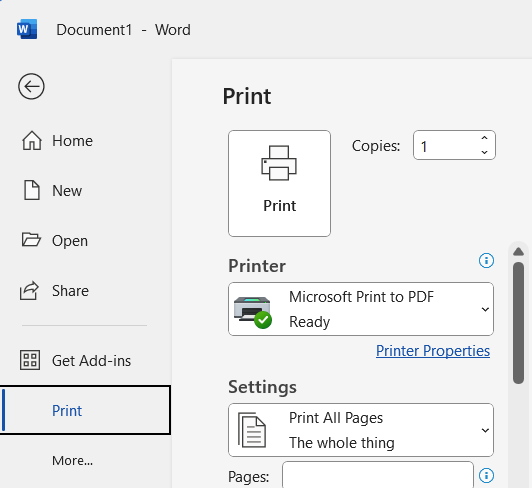 Document1 - Word
Home
New
Open
Share
Get Add-ins
Print
More...
Print
Print
Copies: 1
Printer
Microsoft Print to PDF
Ready
Printer Properties
Settings
Print All Pages
The whole thing
Pages: